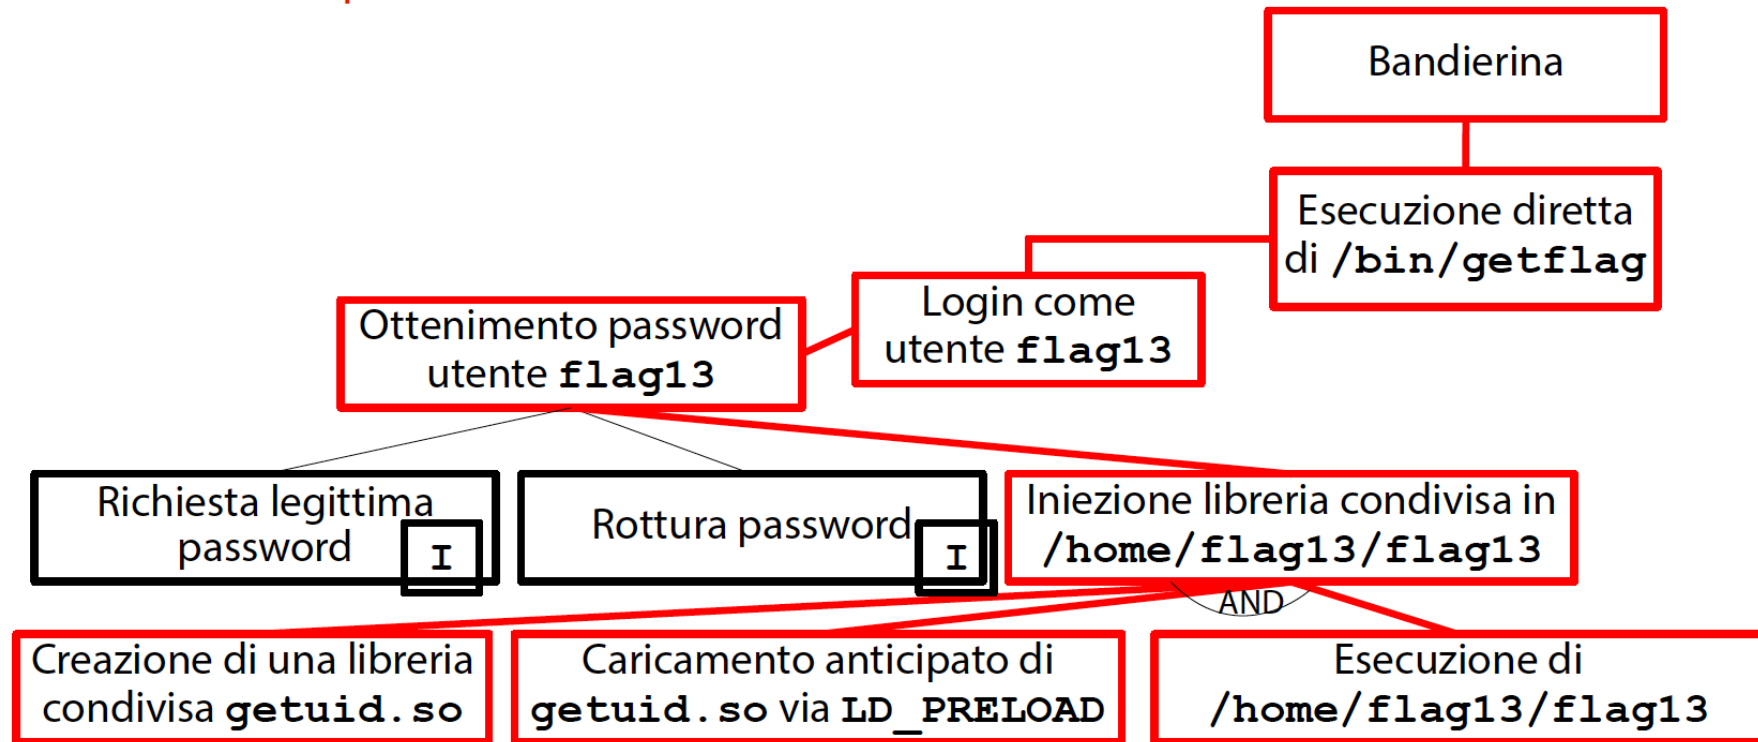 Bandierina
Esecuzione diretta
di /bin/getflag
Login come
utente flag13
Ottenimento password
utente flag13
Richiesta legittima
password
I
Rottura password
I
Iniezione libreria condivisa in
/home/flag13/flag13
AND
Creazione di una libreria
condivisa getuid.so
Caricamento anticipato di
getuid.so via LD_PRELOAD
Esecuzione di
/home/flag13/flag13